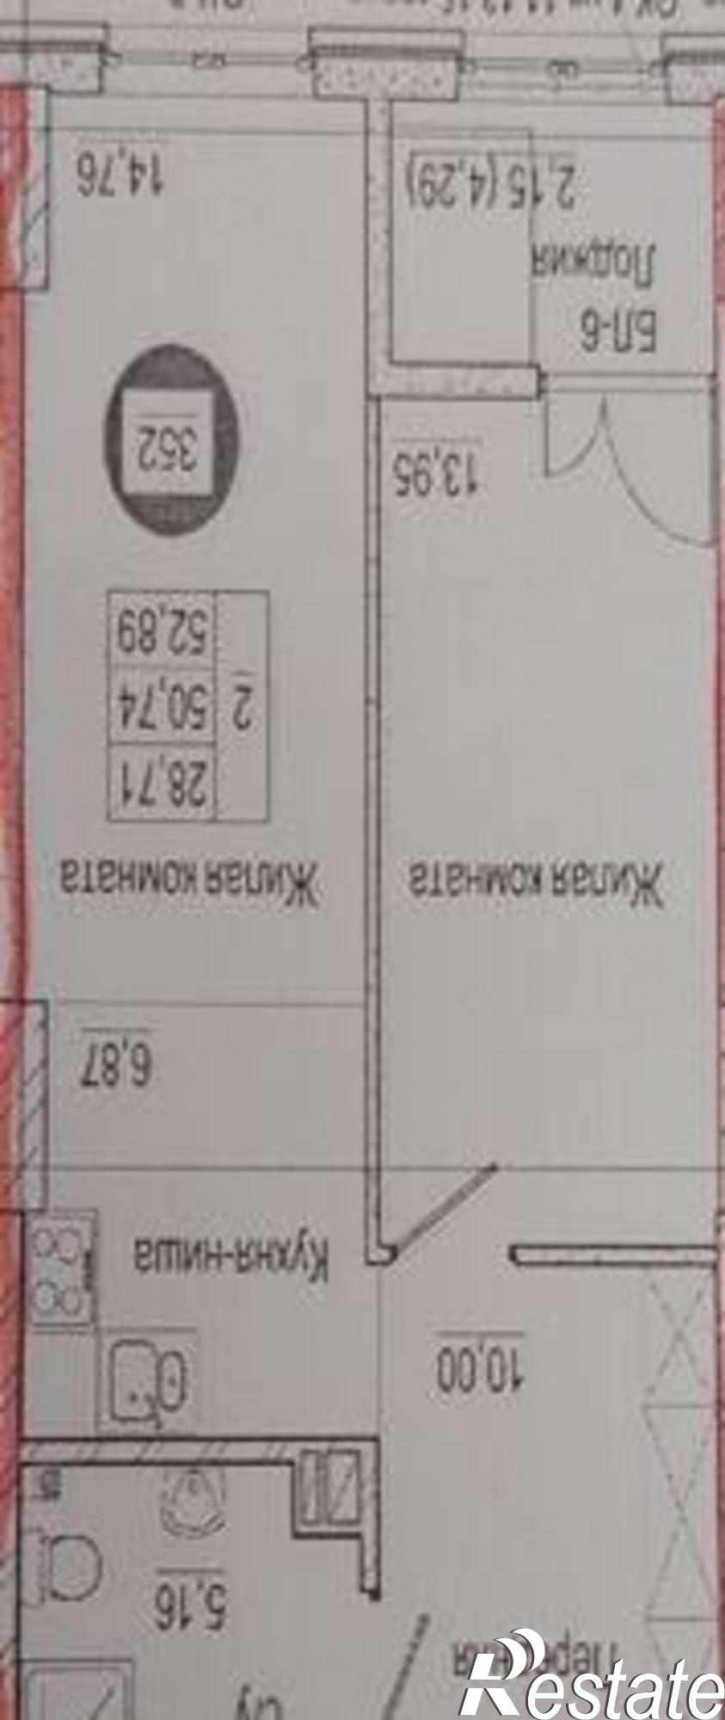 СУ
5,16
10,00
Кухня-ниша
6,87
Жилая комната
Жилая комната
28,71
2 50,74
52,89
352
13,95
БЛ-6
Лоджия
2,15 (4,29)
14,76
Restate